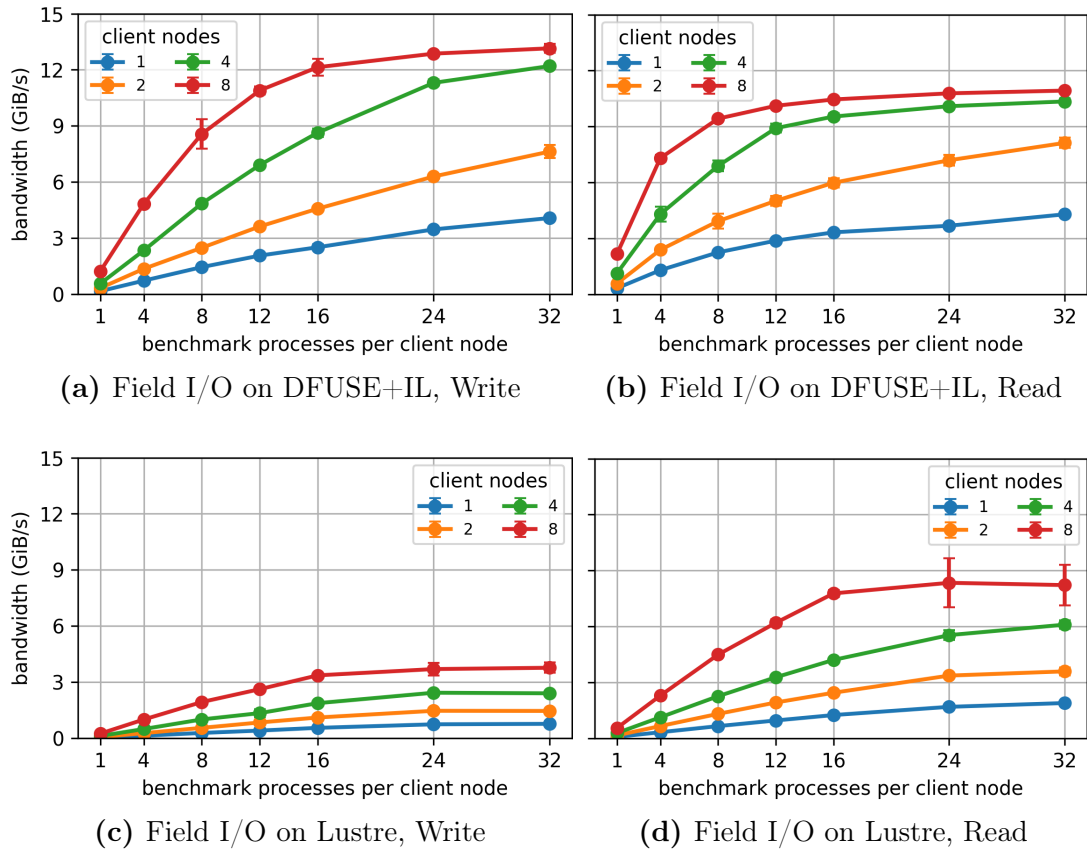 15
12
9
6
3
0
bandwidth (GiB/s)
client nodes
1 4
2 8
1 4 8 12 16 24 32
benchmark processes per client node
(a) Field I/O on DFUSE+IL, Write
client nodes
1 4
2 8
1 4 8 12 16 24 32
benchmark processes per client node
(b) Field I/O on DFUSE+IL, Read
15
12
9
6
3
0
bandwidth (GiB/s)
client nodes
1 4
2 8
1 4 8 12 16 24 32
benchmark processes per client node
(c) Field I/O on Lustre, Write
client nodes
1 4
2 8
1 4 8 12 16 24 32
benchmark processes per client node
(d) Field I/O on Lustre, Read